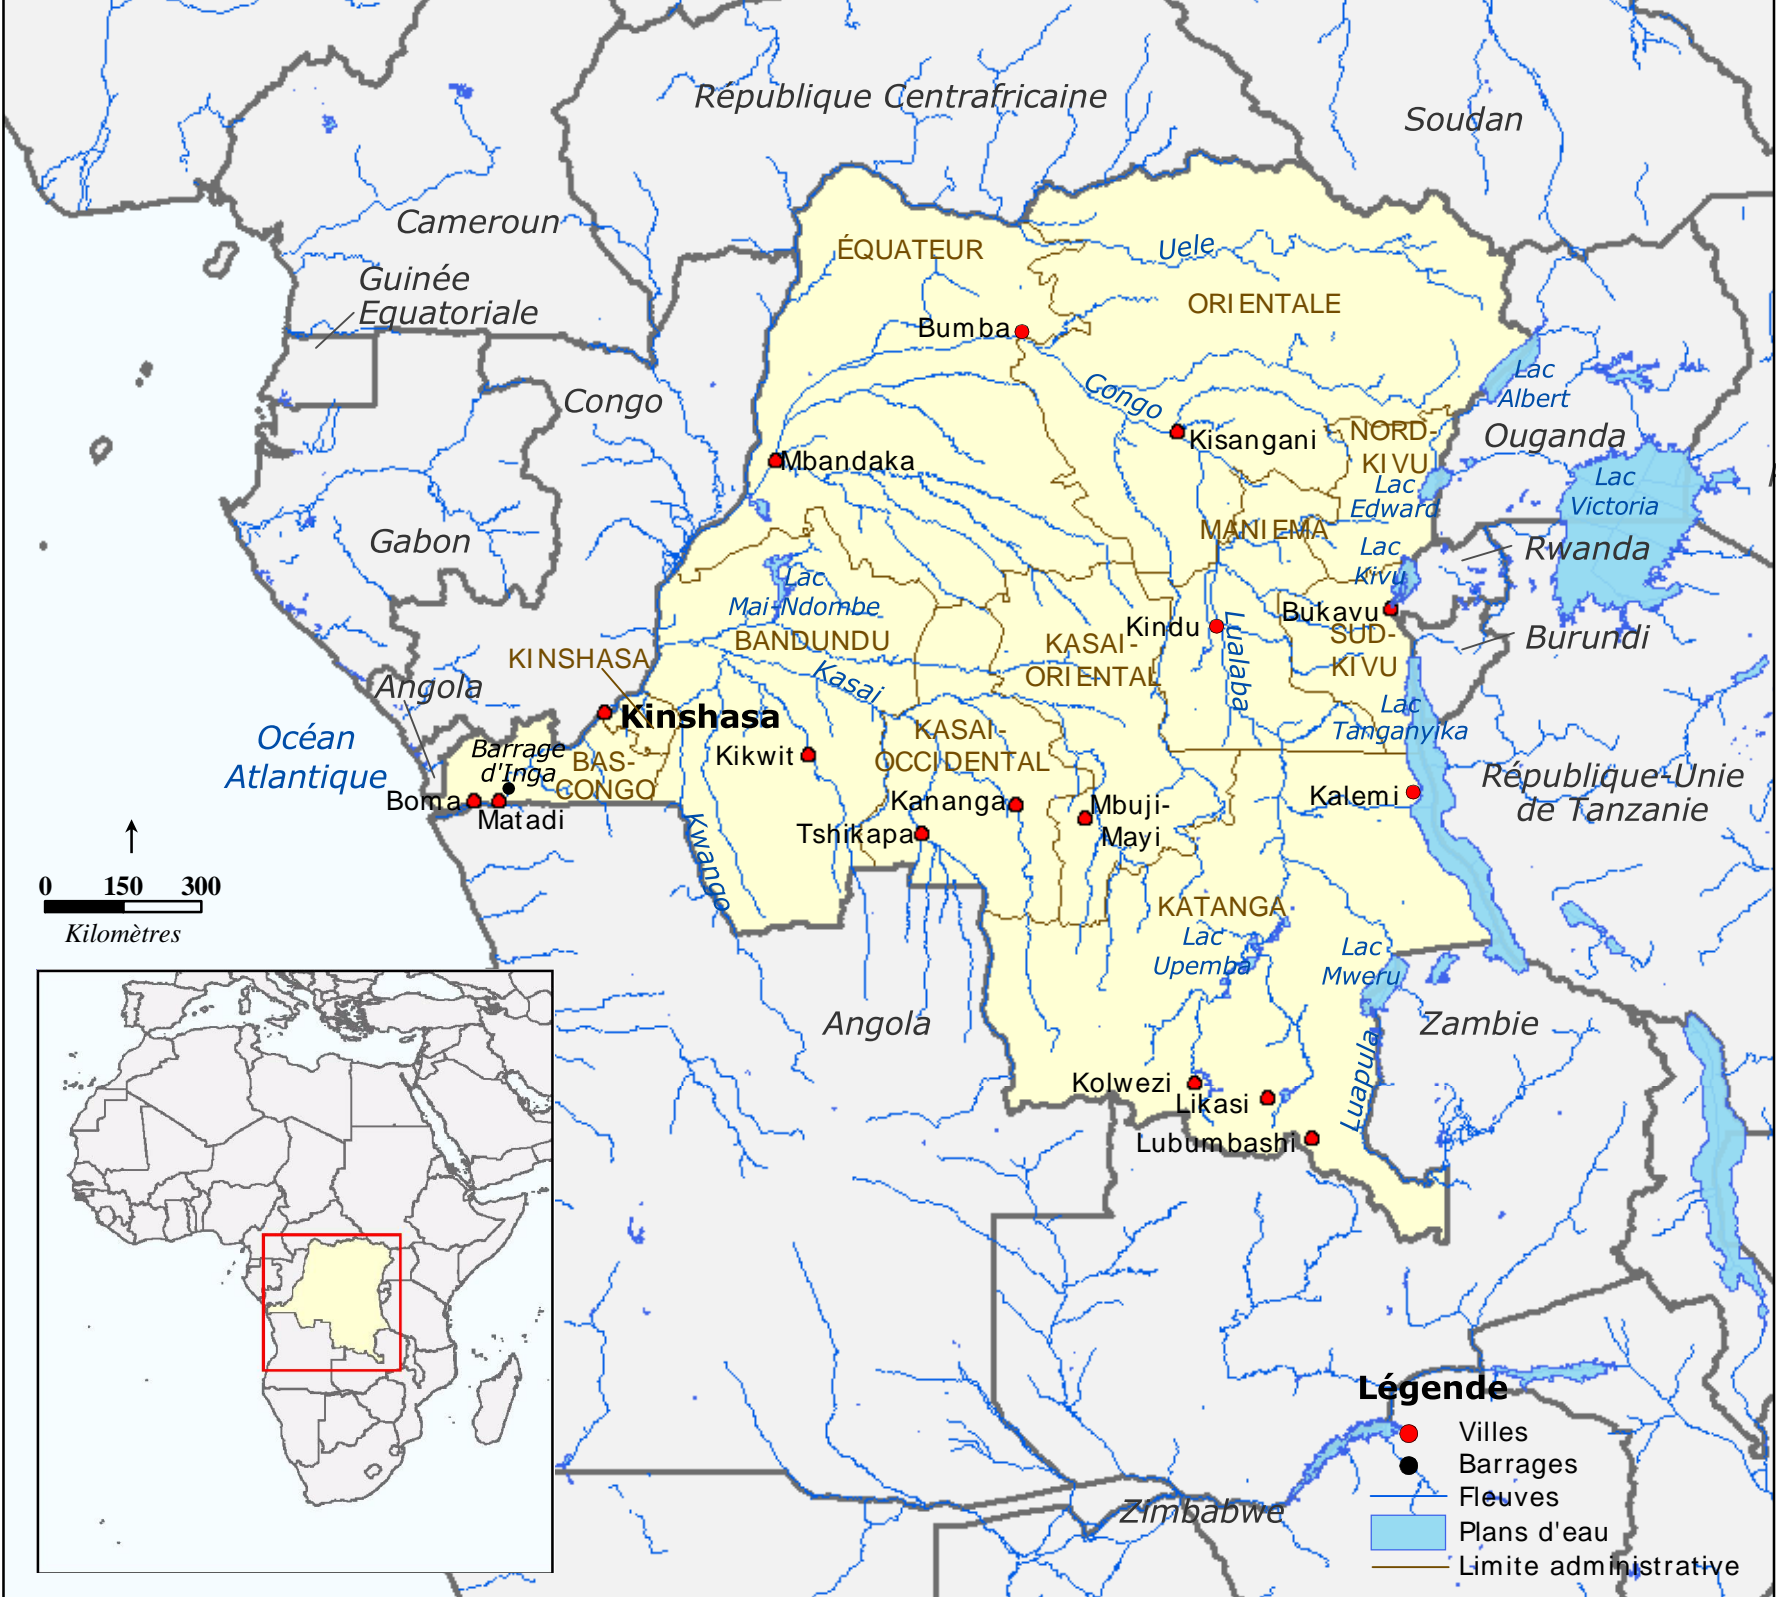 République Centrafricaine
Soudan
Cameroun
Guinée
Equatoriale
ÉQUATEUR
Uele
ORIENTALE
Bumba
Congo
Congo
Lac
Albert
Kisangani
NORD-
KIVU
Ouganda
Mbandaka
Lac
Edward
Lac
Victoria
Gabon
MANIEMA
Lac
Kivu
Rwanda
Lac
Mai-Ndombe
Bukavu
Kindu
Lualaba
SUD-
KIVU
Burundi
BANDUNDU
KASAI-
ORIENTAL
KINSHASA
Kasai
Angola
Kinshasa
Lac
Tanganyika
Océan
Atlantique
Barrage
d'Inga
BAS-
CONGO
Kikwit
KASAI-
OCCIDENTAL
République-Unie
de Tanzanie
Boma
Matadi
Kananga
Mbuji-
Mayi
Kalemi
Tshikapa
Kwango
0 150 300
Kilomètres
KATANGA
Lac
Upemba
Lac
Mweru
Angola
Zambie
Luapula
Kolwezi
Likasi
Lubumbashi
Zimbabwe
Légende
Villes
Barrages
Fleuves
Plans d'eau
Limite administrative